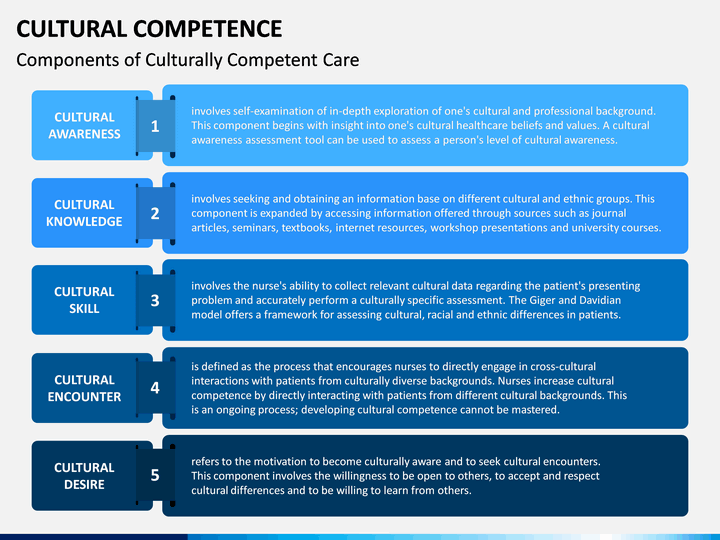 CULTURAL COMPETENCE
Components of Culturally Competent Care
CULTURAL
AWARENESS
1
involves self-examination of in-depth exploration of one's cultural and professional background.
This component begins with insight into one's cultural healthcare beliefs and values. A cultural
awareness assessment tool can be used to assess a person's level of cultural awareness.
CULTURAL
KNOWLEDGE
2
involves seeking and obtaining an information base on different cultural and ethnic groups. This
component is expanded by accessing information offered through sources such as journal
articles, seminars, textbooks, internet resources, workshop presentations and university courses.
CULTURAL
SKILL
3
involves the nurse's ability to collect relevant cultural data regarding the patient's presenting
problem and accurately perform a culturally specific assessment. The Giger and Davidian
model offers a framework for assessing cultural, racial and ethnic differences in patients.
CULTURAL
ENCOUNTER
4
is defined as the process that encourages nurses to directly engage in cross-cultural
interactions with patients from culturally diverse backgrounds. Nurses increase cultural
competence by directly interacting with patients from different cultural backgrounds. This
is an ongoing process; developing cultural competence cannot be mastered.
CULTURAL
DESIRE
5
refers to the motivation to become culturally aware and to seek cultural encounters.
This component involves the willingness to be open to others, to accept and respect
cultural differences and to be willing to learn from others.